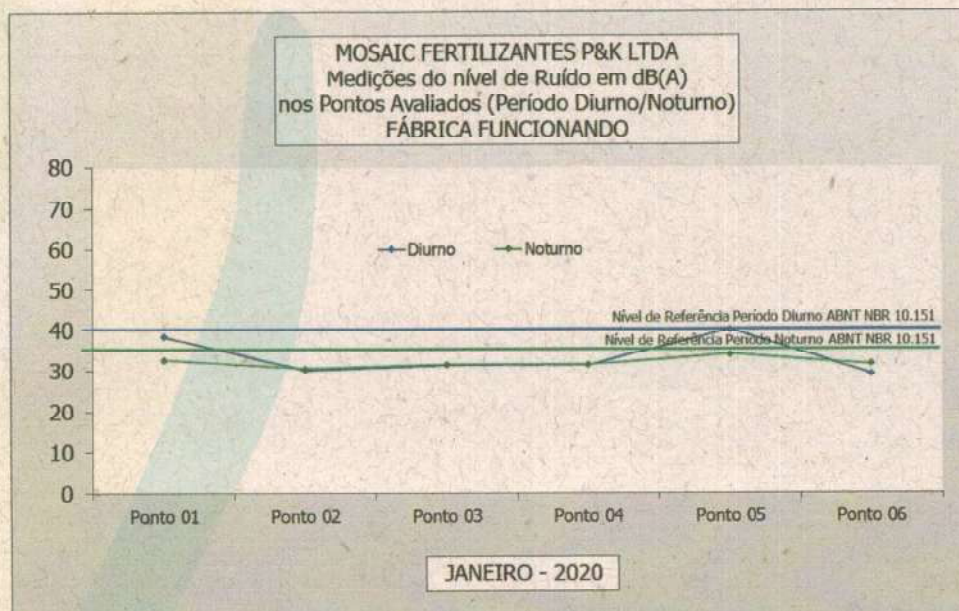 MOSAIC FERTILIZANTES P&K LTDA
Medições do nível de Ruído em dB(A)
nos Pontos Avaliados (Período Diurno/Noturno)
FÁBRICA FUNCIONANDO
80
70
60
50
40
30
20
10
0
Diurno
Noturno
Nível de Referência Período Diurno ABNT NBR 10.151
Nível de Referência Período Noturno ABNT NBR 10.151
Ponto 01
Ponto 02
Ponto 03
Ponto 04
Ponto 05
Ponto 06
JANEIRO - 2020